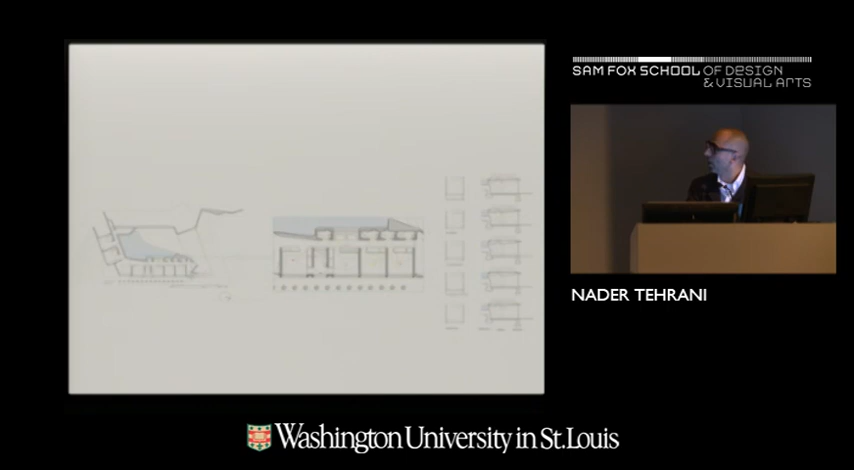 SAM FOX SCHOOL OF DESIGN
& VISUAL ARTS
NADER TEHRANI
Washington University in St. Louis